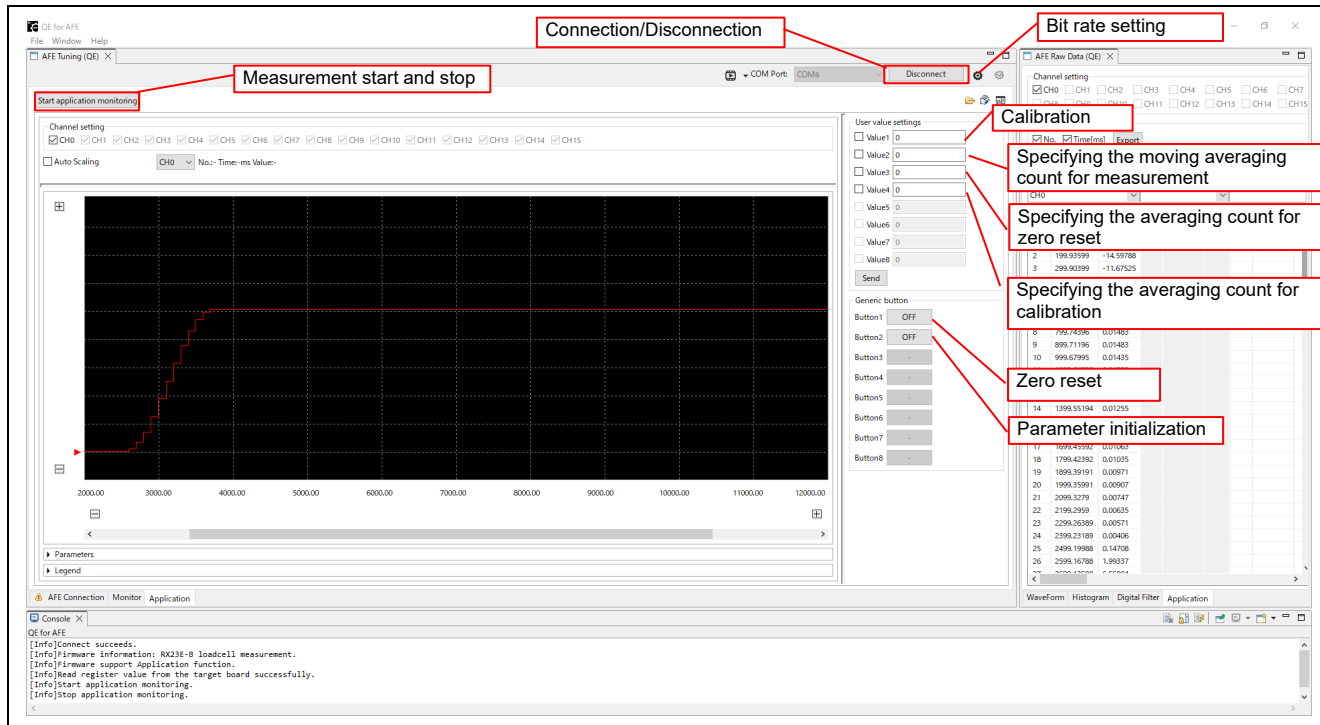 QE for AFE
File Window Help
Connection/Disconnection
Bit rate setting
AFE Tuning (QE)
AFE Raw Data (QE)
Measurement start and stop
COM Port: COM6 Disconnect
Start application monitoring
Channel setting
CH0 CH1 CH2 CH3 CH4 CH5 CH6 CH7 CH8 CH9 CH10 CH11 CH12 CH13 CH14 CH15
Auto Scaling CH0 No.:- Time:-ms Value:-
2000.00 3000.00 4000.00 5000.00 6000.00 7000.00 8000.00 9000.00 10000.00 11000.00 12000.00
Parameters
Legend
AFE Connection Monitor Application
User value settings
Value1 0
Value2 0
Value3 0
Value4 0
Value5 0
Value6 0
Value7 0
Value8 0
Send
Generic button
Button1 OFF
Button2 OFF
Button3 -
Button4 -
Button5 -
Button6 -
Button7 -
Button8 -
Calibration
Specifying the moving averaging
count for measurement
Specifying the averaging count for
zero reset
Specifying the averaging count for
calibration
Zero reset
Parameter initialization
Channel setting
CH0 CH1 CH2 CH3 CH4 CH5 CH6 CH7
CH11 CH12 CH13 CH14 CH15
No. Time[ms] Export
CH0
2 199.93599 -14.59788
3 299.90399 -11.67525
8 799.74396 0.01483
9 899.71196 0.01483
10 999.67995 0.01435
14 1399.55194 0.01255
17 1699.45592 0.01063
18 1799.42392 0.01035
19 1899.39191 0.00971
20 1999.35991 0.00907
21 2099.3279 0.00747
22 2199.2959 0.00635
23 2299.26389 0.00571
24 2399.23189 0.00406
25 2499.19988 0.14708
26 2599.16788 1.99337
WaveForm Histogram Digital Filter Application
Console
QE for AFE
[Info]Connect succeeds.
[Info]Firmware information: RX23E-B loadcell measurement.
[Info]Firmware support Application function.
[Info]Read register value from the target board successfully.
[Info]Start application monitoring.
[Info]Stop application monitoring.